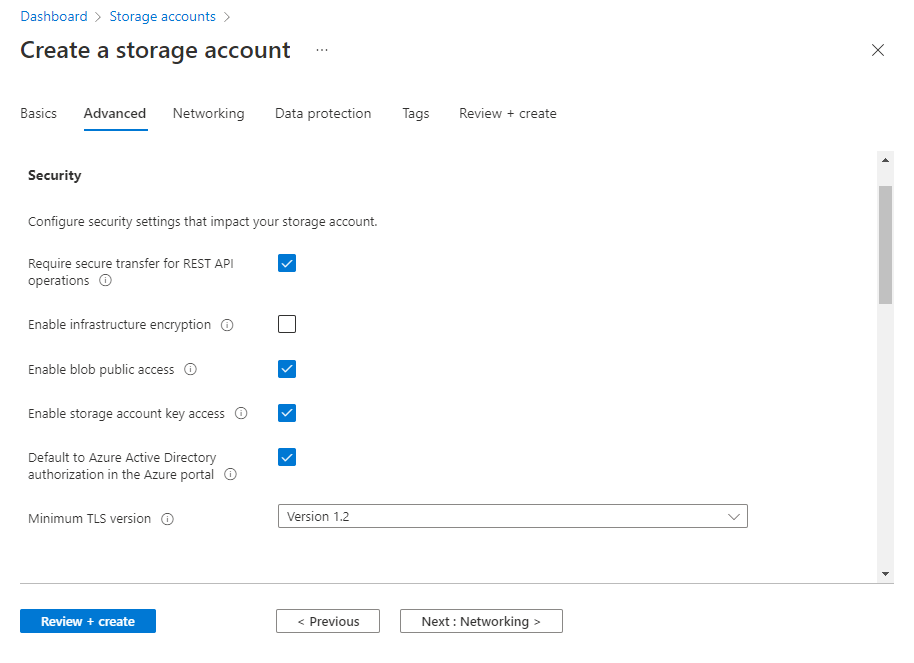 Dashboard > Storage accounts >
Create a storage account ...
Basics Advanced Networking Data protection Tags Review + create
Security
Configure security settings that impact your storage account.
Require secure transfer for REST API
operations
Enable infrastructure encryption
Enable blob public access
Enable storage account key access
Default to Azure Active Directory
authorization in the Azure portal
Minimum TLS version
Version 1.2
Review + create < Previous Next : Networking >